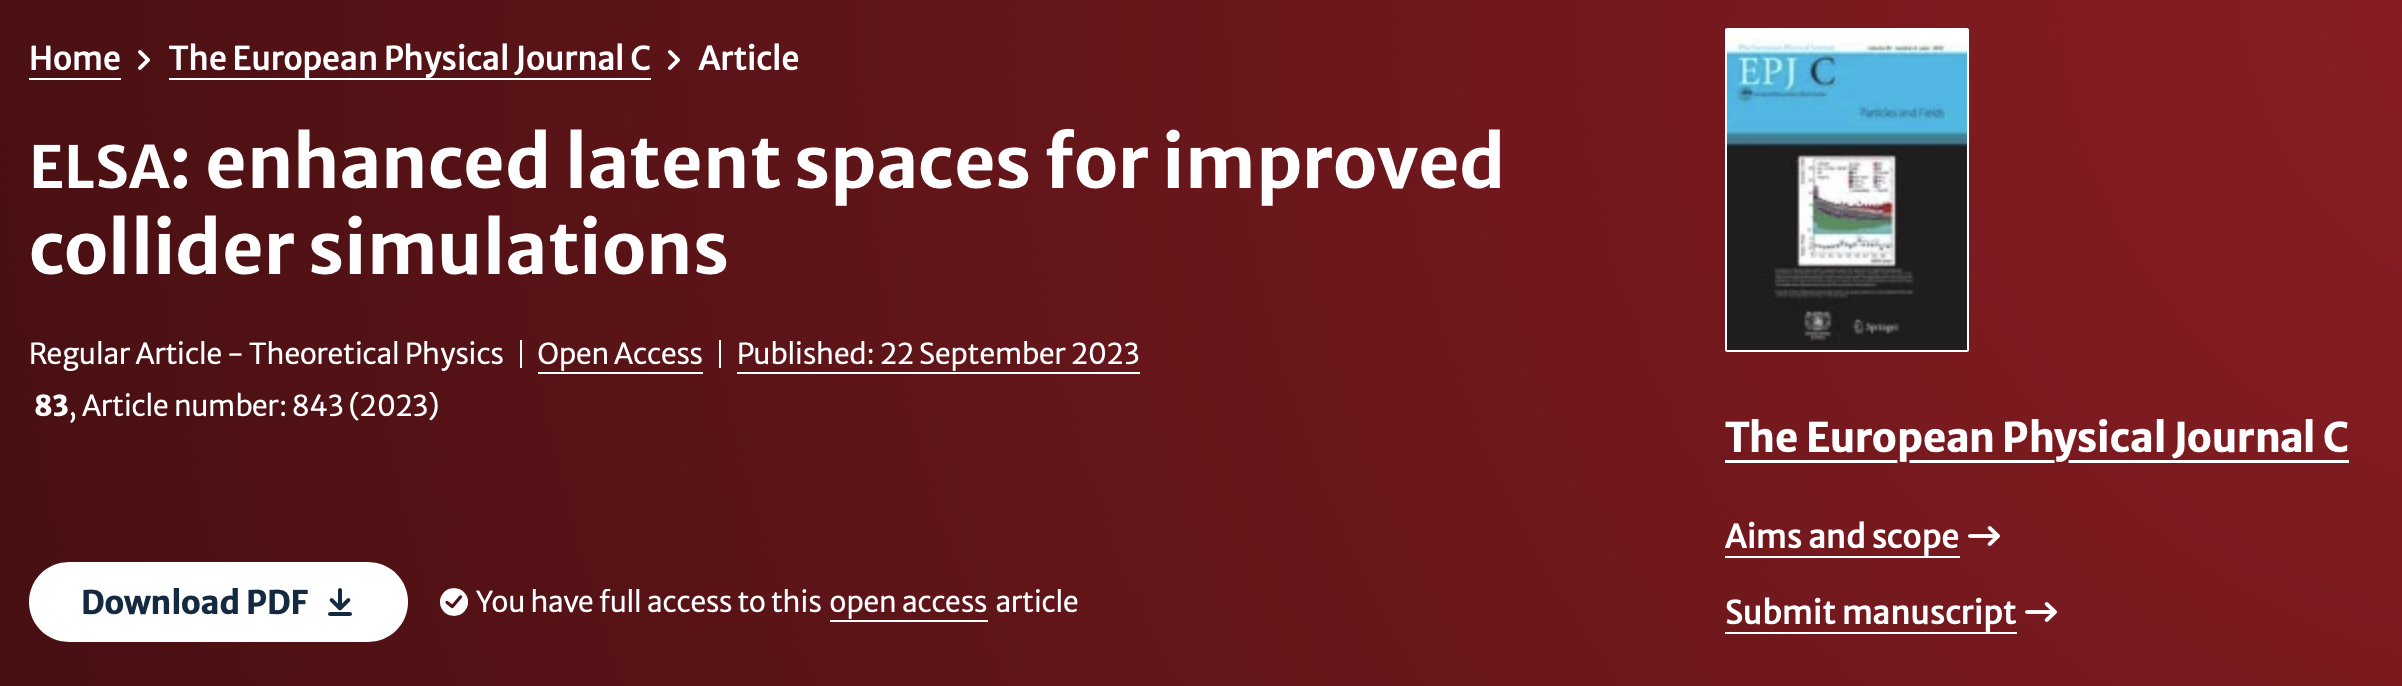 Home > The European Physical Journal C > Article
ELSA: enhanced latent spaces for improved
collider simulations
Regular Article – Theoretical Physics | Open Access | Published: 22 September 2023
83, Article number: 843 (2023)
Download PDF
You have full access to this open access article
EPJ C
Particles and Fields
Springer
The European Physical Journal C
Aims and scope →
Submit manuscript →